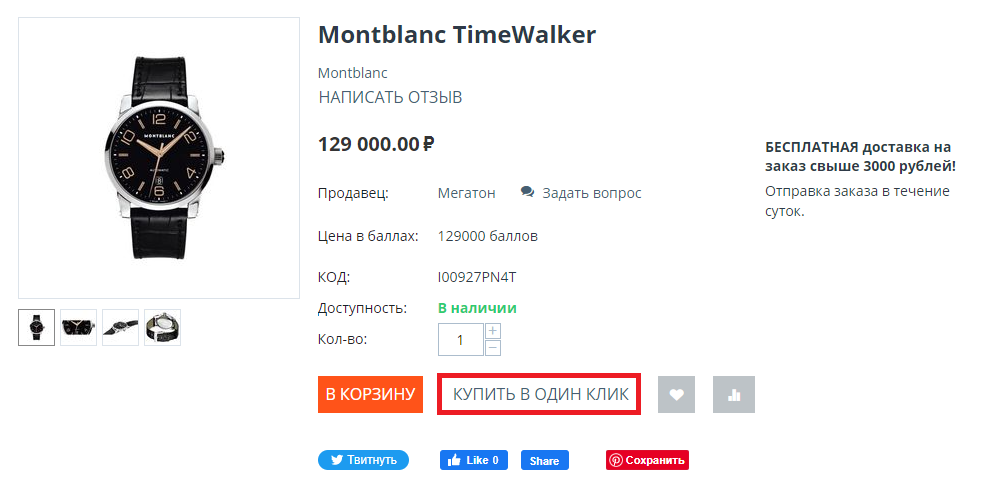 Montblanc TimeWalker
Montblanc
НАПИСАТЬ ОТЗЫВ
129 000.00 ₽
Продавец: Мегатон Задать вопрос
Цена в баллах: 129000 баллов
КОД: I00927PN4T
Доступность: В наличии
Кол-во: 1 + −
В КОРЗИНУ КУПИТЬ В ОДИН КЛИК
Твитнуть Like 0 Share Сохранить
БЕСПЛАТНАЯ доставка на
заказ свыше 3000 рублей!
Отправка заказа в течение
суток.
MONTBLANC
AUTOMATIC